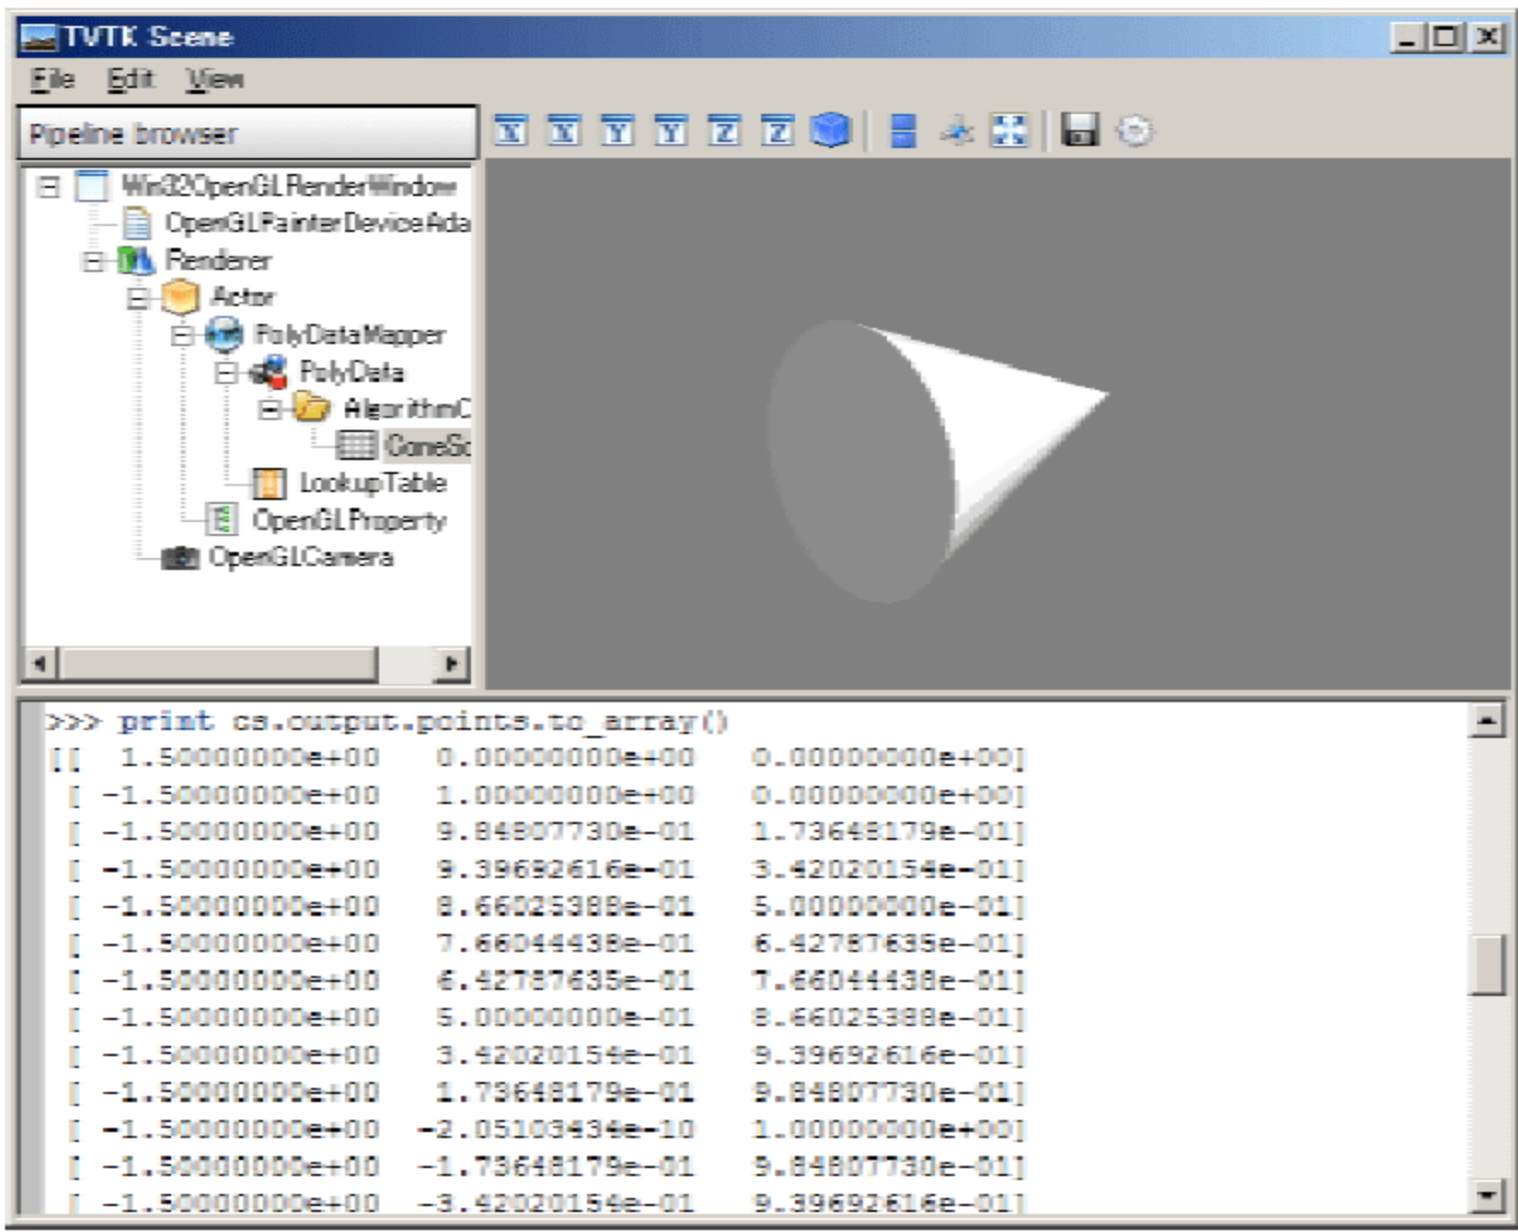 TVTK Scene
File Edit View
Pipeline browser
X X Y Y Z Z
Win32OpenGLRenderWindow
OpenGLPainterDeviceAda
Renderer
Actor
PolyDataMapper
PolyData
AlgorithmC
ConeSo
LookupTable
OpenGLProperty
OpenGLCamera
>>> print cs.output.points.to_array()
[[ 1.50000000e+00 0.00000000e+00 0.00000000e+00]
[ -1.50000000e+00 1.00000000e+00 0.00000000e+00]
[ -1.50000000e+00 9.84807730e-01 1.73648179e-01]
[ -1.50000000e+00 9.39692616e-01 3.42020154e-01]
[ -1.50000000e+00 8.66025388e-01 5.00000000e-01]
[ -1.50000000e+00 7.66044438e-01 6.42787635e-01]
[ -1.50000000e+00 6.42787635e-01 7.66044438e-01]
[ -1.50000000e+00 5.00000000e-01 8.66025388e-01]
[ -1.50000000e+00 3.42020154e-01 9.39692616e-01]
[ -1.50000000e+00 1.73648179e-01 9.84807730e-01]
[ -1.50000000e+00 -2.05103434e-10 1.00000000e+00]
[ -1.50000000e+00 -1.73648179e-01 9.84807730e-01]
[ -1.50000000e+00 -3.42020154e-01 9.39692616e-01]